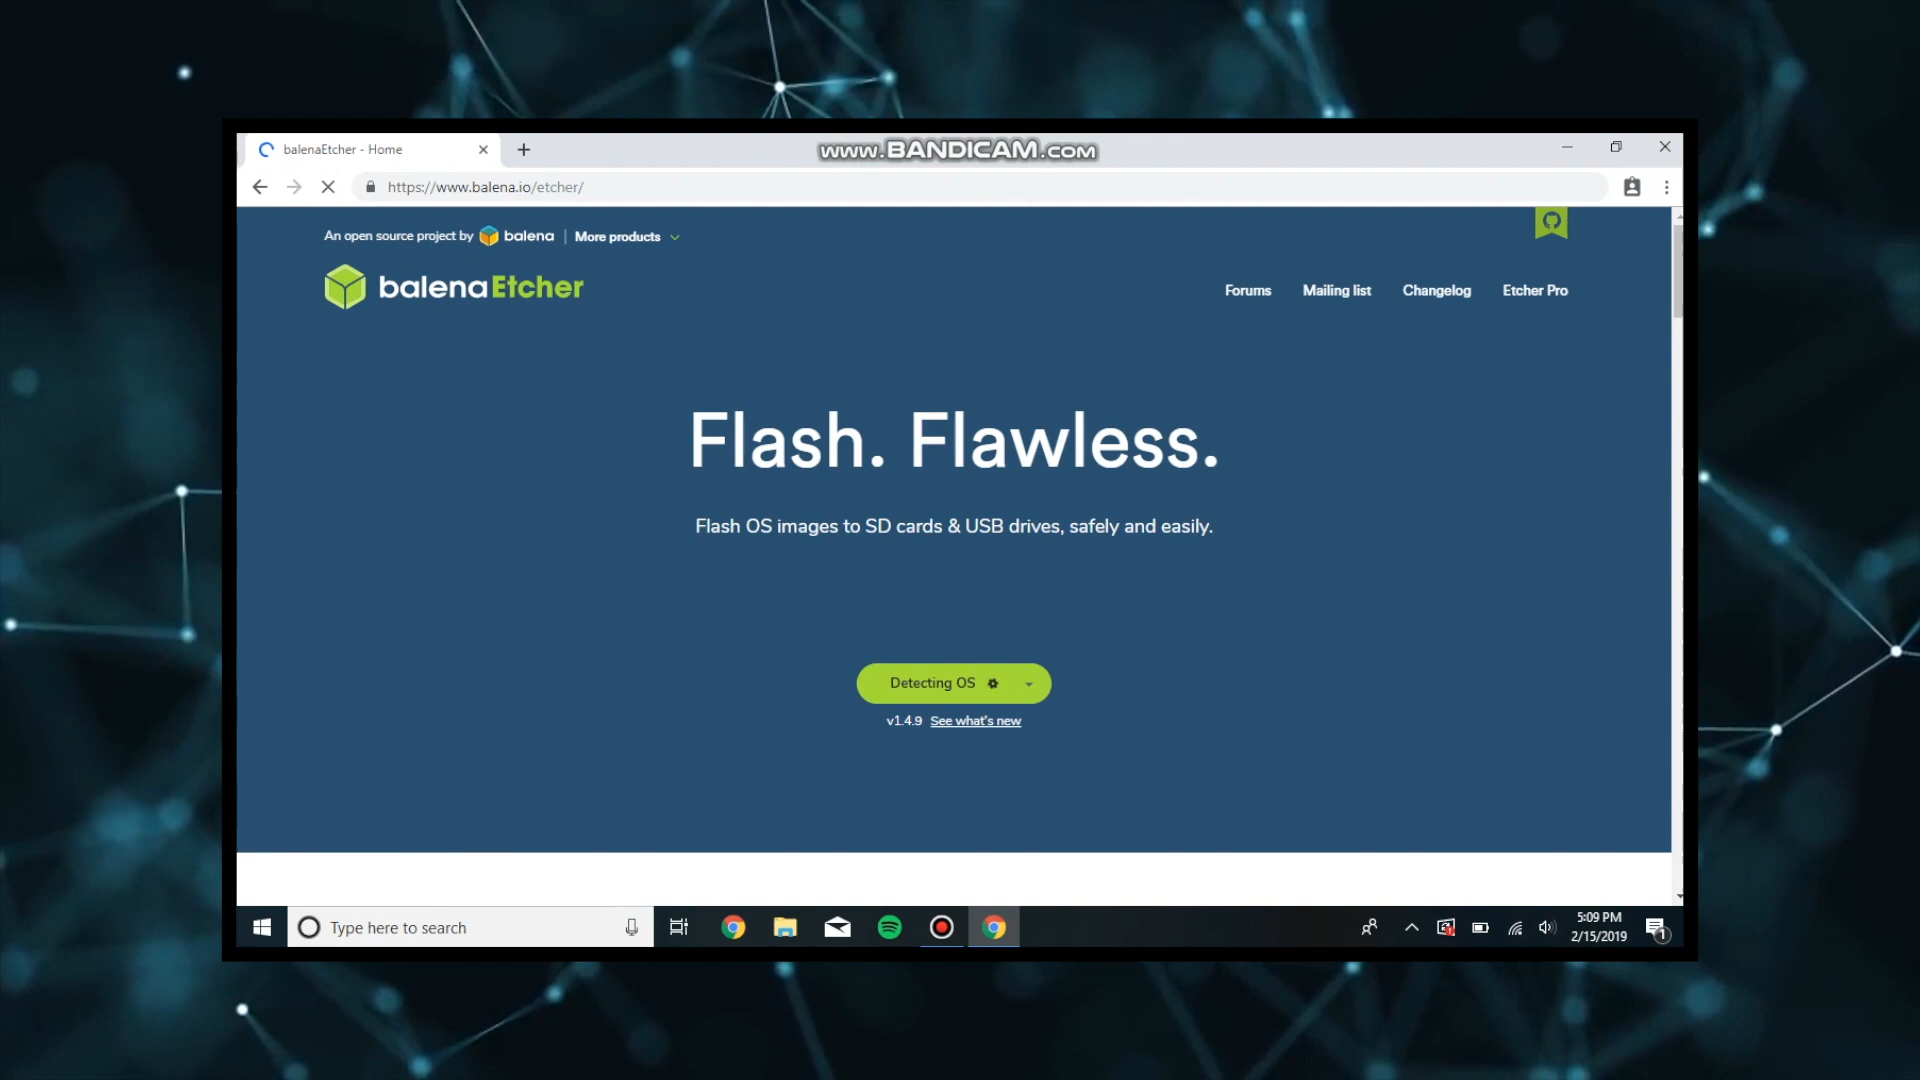 balenaEtcher - Home
www.BANDICAM.com
https://www.balena.io/etcher/
An open source project by balena | More products
balenaEtcher
Forums Mailing list Changelog Etcher Pro
Flash. Flawless.
Flash OS images to SD cards & USB drives, safely and easily.
Detecting OS
v1.4.9 See what's new
Type here to search
5:09 PM
2/15/2019
1